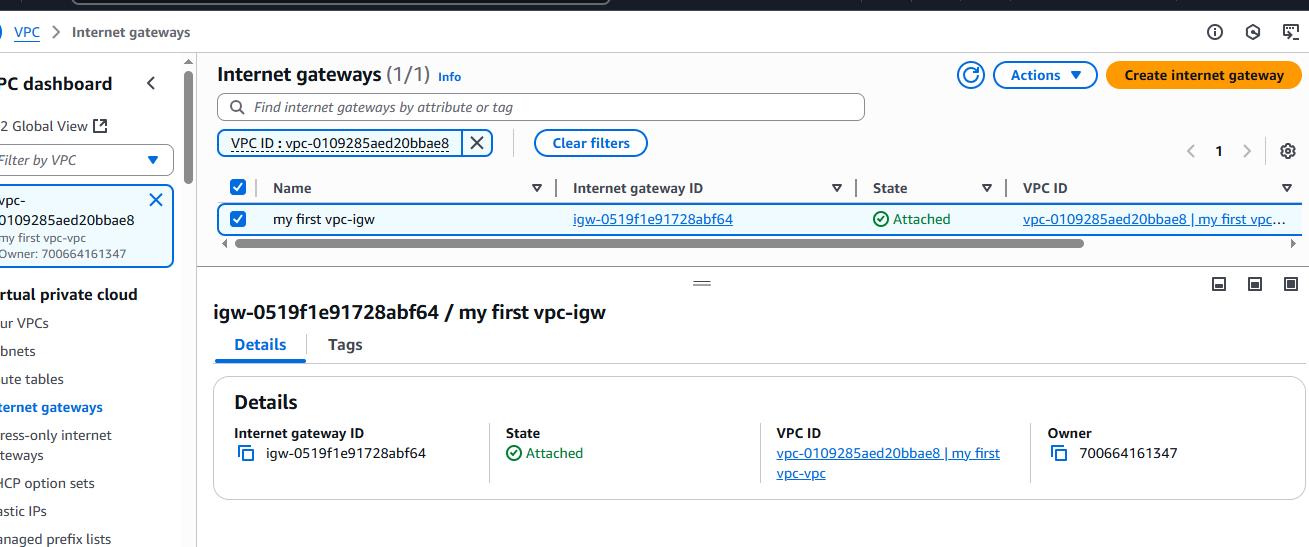 VPC > Internet gateways
PC dashboard
2 Global View
Filter by VPC
vpc-
0109285aed20bbae8
my first vpc-vpc
Owner: 700664161347
rtual private cloud
ur VPCs
bnets
ute tables
ternet gateways
ress-only internet
teways
HCP option sets
astic IPs
anaged prefix lists
Internet gateways (1/1) Info
Actions
Create internet gateway
Find internet gateways by attribute or tag
VPC ID : vpc-0109285aed20bbae8
Clear filters
1
Name Internet gateway ID State VPC ID
my first vpc-igw igw-0519f1e91728abf64 Attached vpc-0109285aed20bbae8 | my first vpc…
igw-0519f1e91728abf64 / my first vpc-igw
Details Tags
Details
Internet gateway ID
igw-0519f1e91728abf64
State
Attached
VPC ID
vpc-0109285aed20bbae8 | my first
vpc-vpc
Owner
700664161347